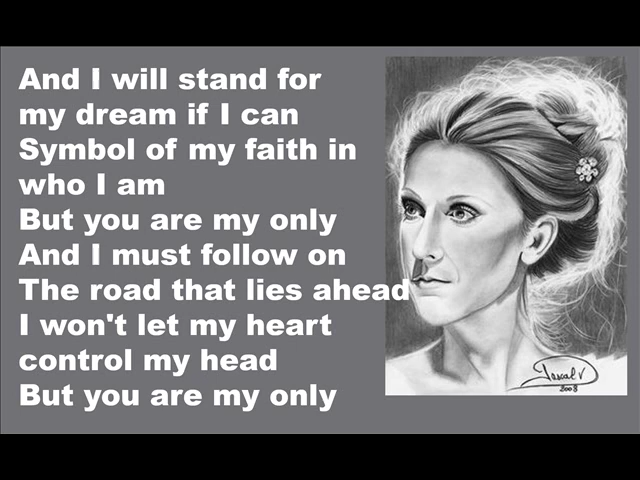 And I will stand for
my dream if I can
Symbol of my faith in
who I am
But you are my only
And I must follow on
The road that lies ahead
I won't let my heart
control my head
But you are my only
Pascal V
2008